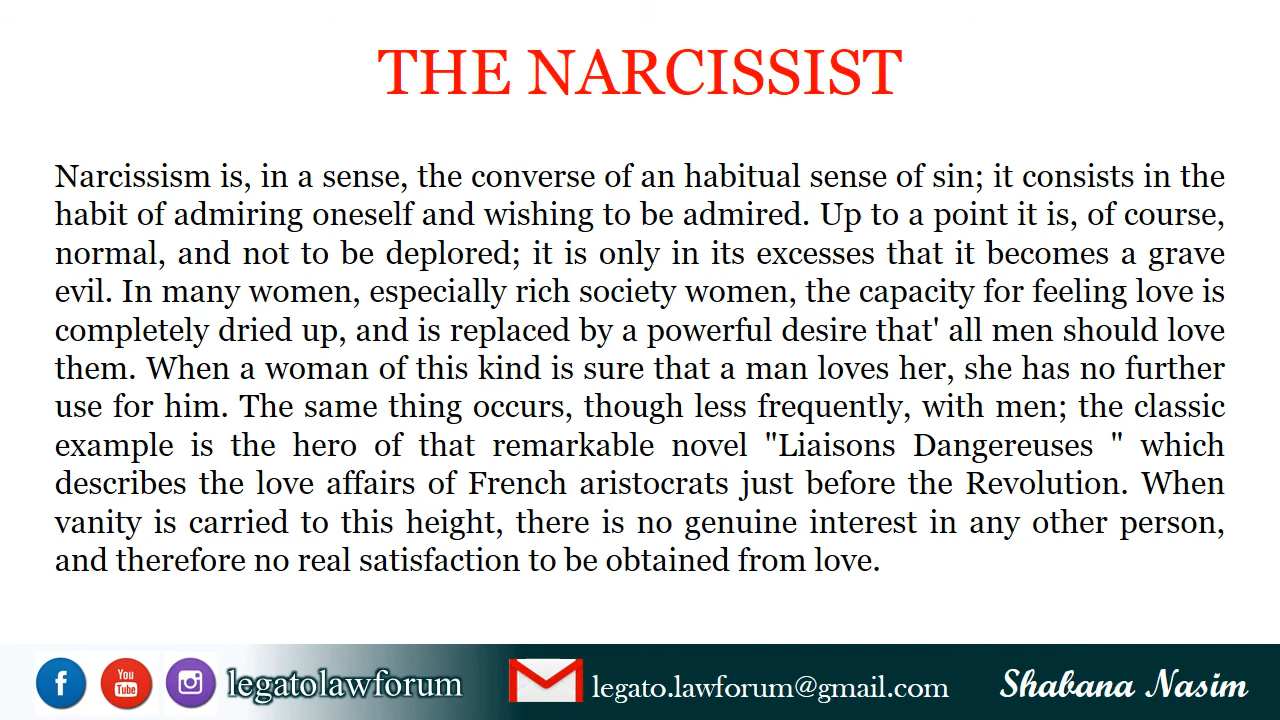 THE NARCISSIST
Narcissism is, in a sense, the converse of an habitual sense of sin; it consists in the
habit of admiring oneself and wishing to be admired. Up to a point it is, of course,
normal, and not to be deplored; it is only in its excesses that it becomes a grave
evil. In many women, especially rich society women, the capacity for feeling love is
completely dried up, and is replaced by a powerful desire that' all men should love
them. When a woman of this kind is sure that a man loves her, she has no further
use for him. The same thing occurs, though less frequently, with men; the classic
example is the hero of that remarkable novel "Liaisons Dangereuses " which
describes the love affairs of French aristocrats just before the Revolution. When
vanity is carried to this height, there is no genuine interest in any other person,
and therefore no real satisfaction to be obtained from love.
f You Tube legatolawforum legato.lawforum@gmail.com Shabana Nasim